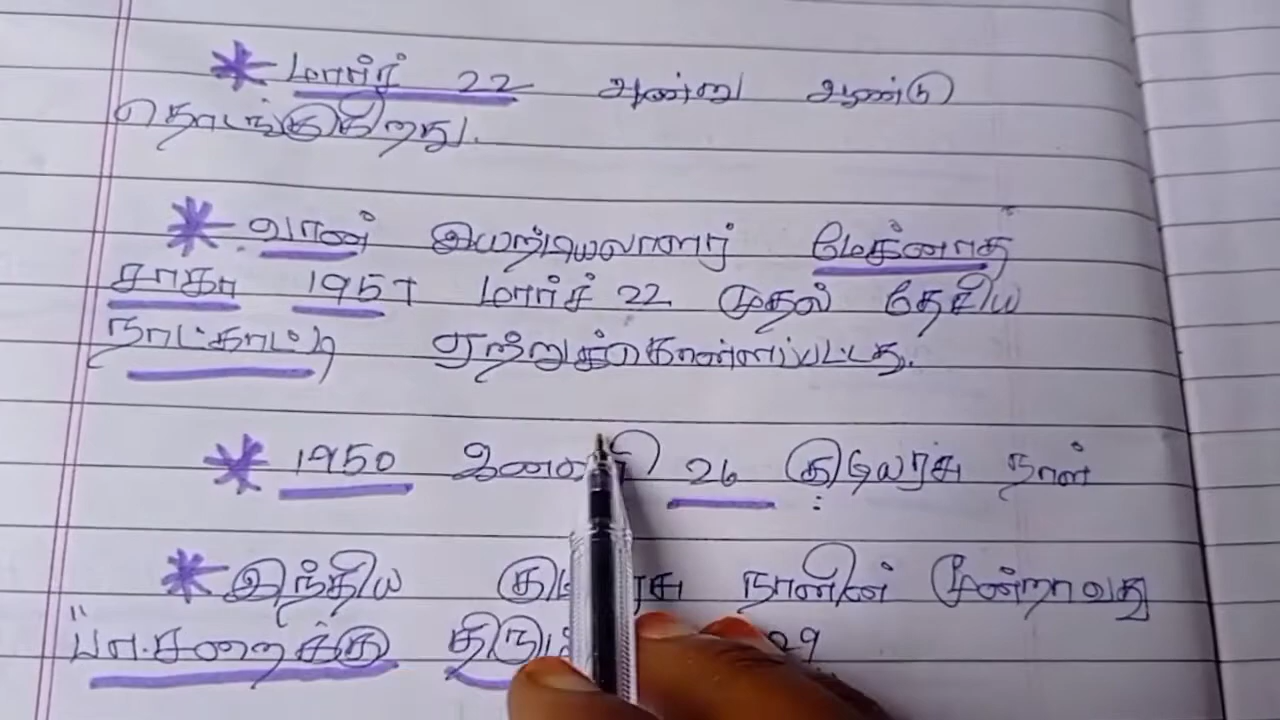 * மார்ச் 22 அன்று ஆண்டு
தொடங்குகிறது.
* வான் இயற்பியலாளர் மேக்னாத்
சாகா 1957 மார்ச் 22 முதல் தேசிய
நாட்காட்டி ஏற்றுக்கொள்ளப்பட்டது.
* 1950 26 குடியரசு நாள்
* இந்திய நாளின் மூன்றாவது
29